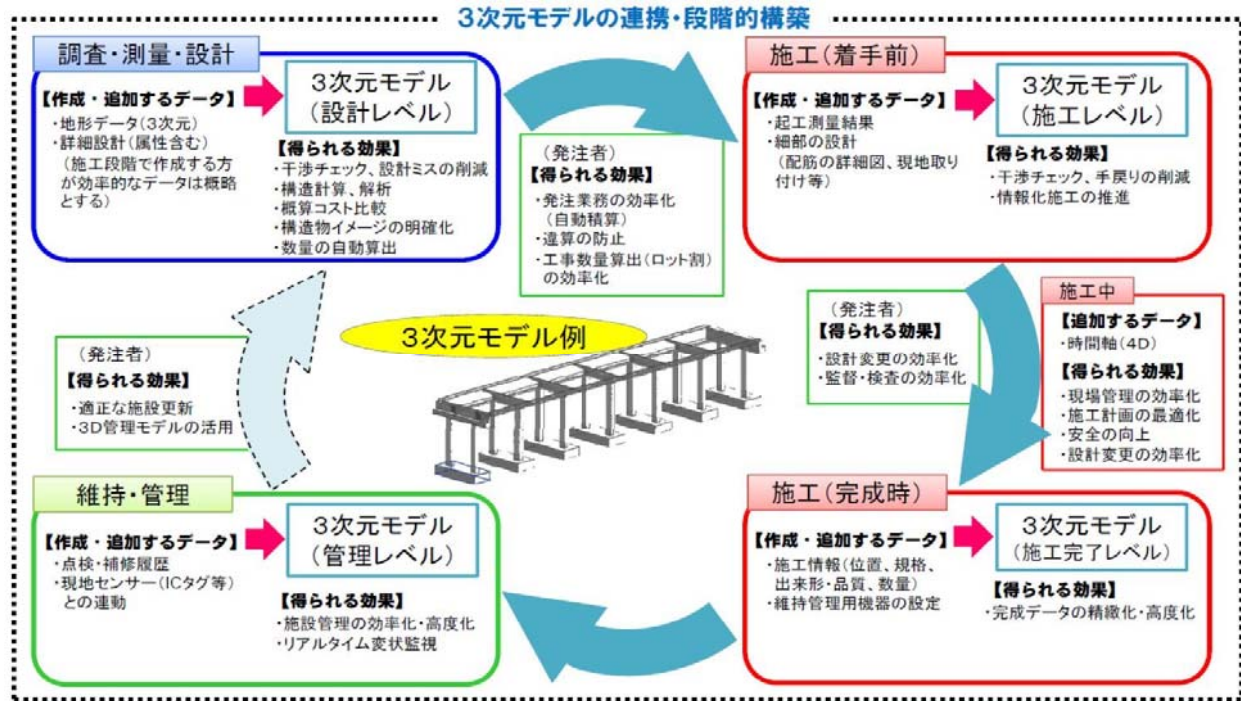 3次元モデルの連携・段階的構築
調査・測量・設計
【作成・追加するデータ】
・地形データ(3次元)
・詳細設計(属性含む)
(施工段階で作成する方
が効率的なデータは概略
とする)
3次元モデル
(設計レベル)
【得られる効果】
・干渉チェック、設計ミスの削減
・構造計算、解析
・概算コスト比較
・構造物イメージの明確化
・数量の自動算出
(発注者)
【得られる効果】
・発注業務の効率化
(自動積算)
・違算の防止
・工事数量算出(ロット割)
の効率化
施工(着手前)
【作成・追加するデータ】
・起工測量結果
・細部の設計
(配筋の詳細図、現地取り
付け等)
3次元モデル
(施工レベル)
【得られる効果】
・干渉チェック、手戻りの削減
・情報化施工の推進
(発注者)
【得られる効果】
・設計変更の効率化
・監督・検査の効率化
施工中
【追加するデータ】
・時間軸(4D)
【得られる効果】
・現場管理の効率化
・施工計画の最適化
・安全の向上
・設計変更の効率化
3次元モデル例
(発注者)
【得られる効果】
・適正な施設更新
・3D管理モデルの活用
維持・管理
【作成・追加するデータ】
・点検・補修履歴
・現地センサー(ICタグ等)
との連動
3次元モデル
(管理レベル)
【得られる効果】
・施設管理の効率化・高度化
・リアルタイム変状監視
施工(完成時)
【作成・追加するデータ】
・施工情報(位置、規格、
出来形・品質、数量)
・維持管理用機器の設定
3次元モデル
(施工完了レベル)
【得られる効果】
・完成データの精緻化・高度化